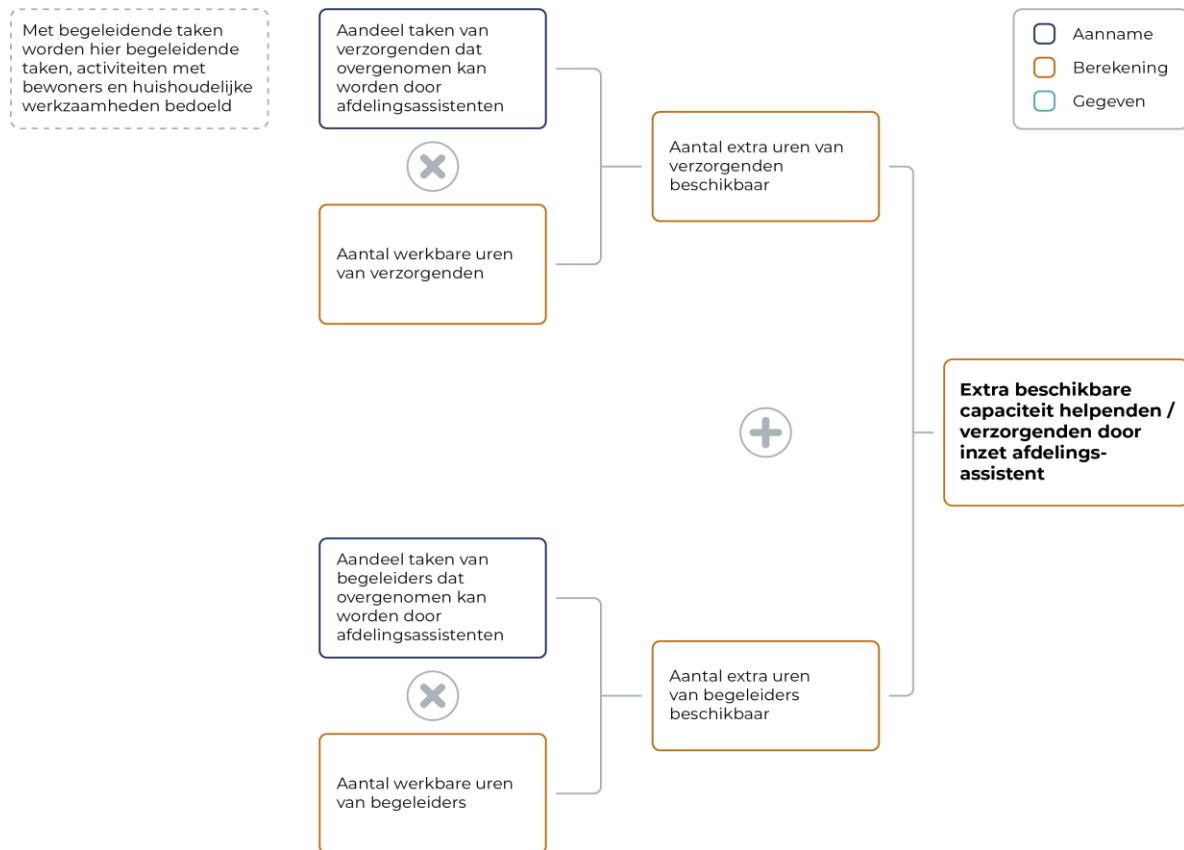 Met begeleidende taken
worden hier begeleidende
taken, activiteiten met
bewoners en huishoudelijke
werkzaamheden bedoeld
Aandeel taken van
verzorgenden dat
overgenomen kan
worden door
afdelingsassistenten
Aanname
Berekening
Gegeven
Aantal extra uren van
verzorgenden
beschikbaar
Aantal werkbare uren
van verzorgenden
Extra beschikbare
capaciteit helpenden /
verzorgenden door
inzet afdelings-
assistent
Aandeel taken van
begeleiders dat
overgenomen kan
worden door
afdelingsassistenten
Aantal extra uren
van begeleiders
beschikbaar
Aantal werkbare uren
van begeleiders